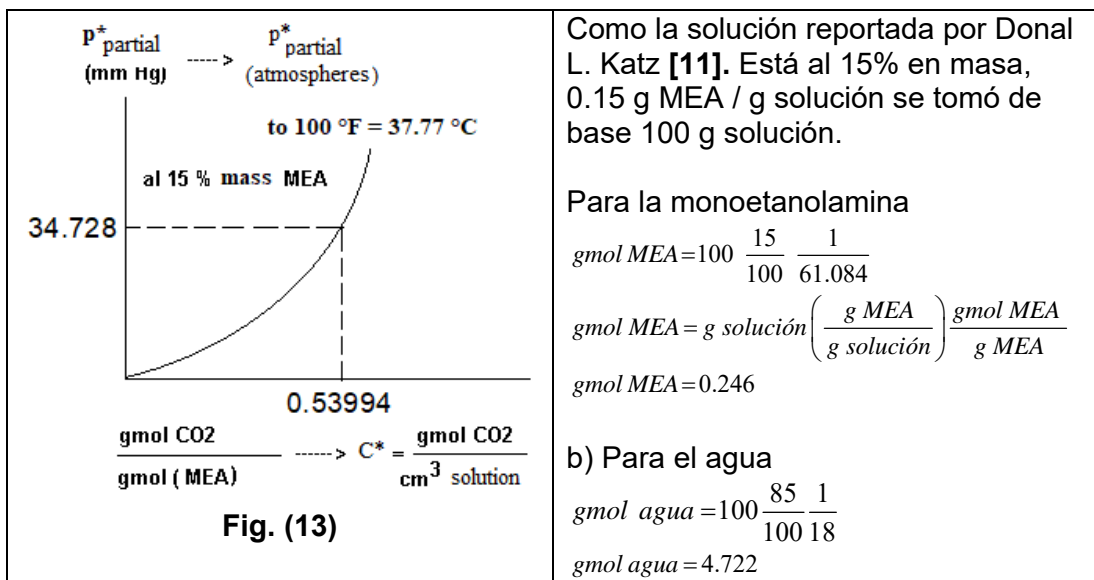 p*partial
(mm Hg)
-----> p*partial
(atmospheres)
to 100 °F = 37.77 °C
al 15 % mass MEA
34.728
0.53994
gmol CO2 / gmol ( MEA) ------> C* = gmol CO2 / cm³ solution
Fig. (13)
Como la solución reportada por Donal
L. Katz [11]. Está al 15% en masa,
0.15 g MEA / g solución se tomó de
base 100 g solución.
Para la monoetanolamina
gmol MEA=100 15/100 1/61.084
gmol MEA = g solución(g MEA/g solución) gmol MEA/g MEA
gmol MEA=0.246
b) Para el agua
gmol agua =100 85/100 1/18
gmol agua = 4.722